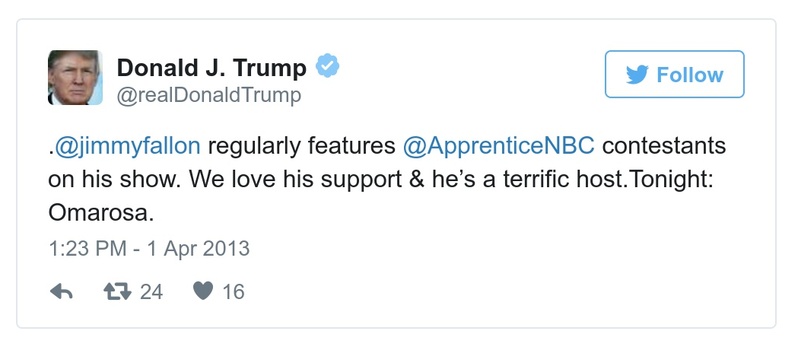 Donald J. Trump
@realDonaldTrump
Follow
.@jimmyfallon regularly features @ApprenticeNBC contestants
on his show. We love his support & he’s a terrific host.Tonight:
Omarosa.
1:23 PM - 1 Apr 2013
24 16